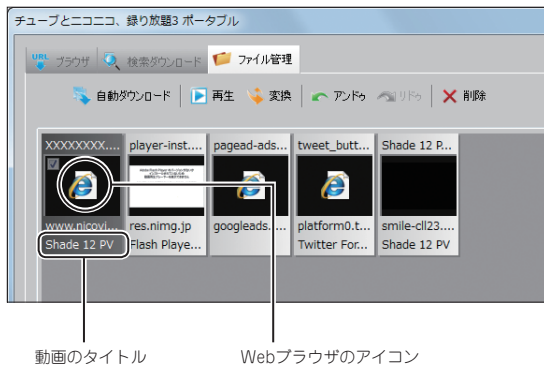 チューブとニコニコ、録り放題3 ポータブル
URL ブラウザ 検索ダウンロード ファイル管理
自動ダウンロード 再生 変換 アンドゥ リドゥ 削除
XXXXXXXX.... player-inst.... pagead-ads... tweet_butt... Shade 12 P...
www.nicovi... res.nimg.jp googleads.... platform0.t... smile-cll23....
Shade 12 PV Flash Playe... Twitter For... Shade 12 PV
動画のタイトル Webブラウザのアイコン